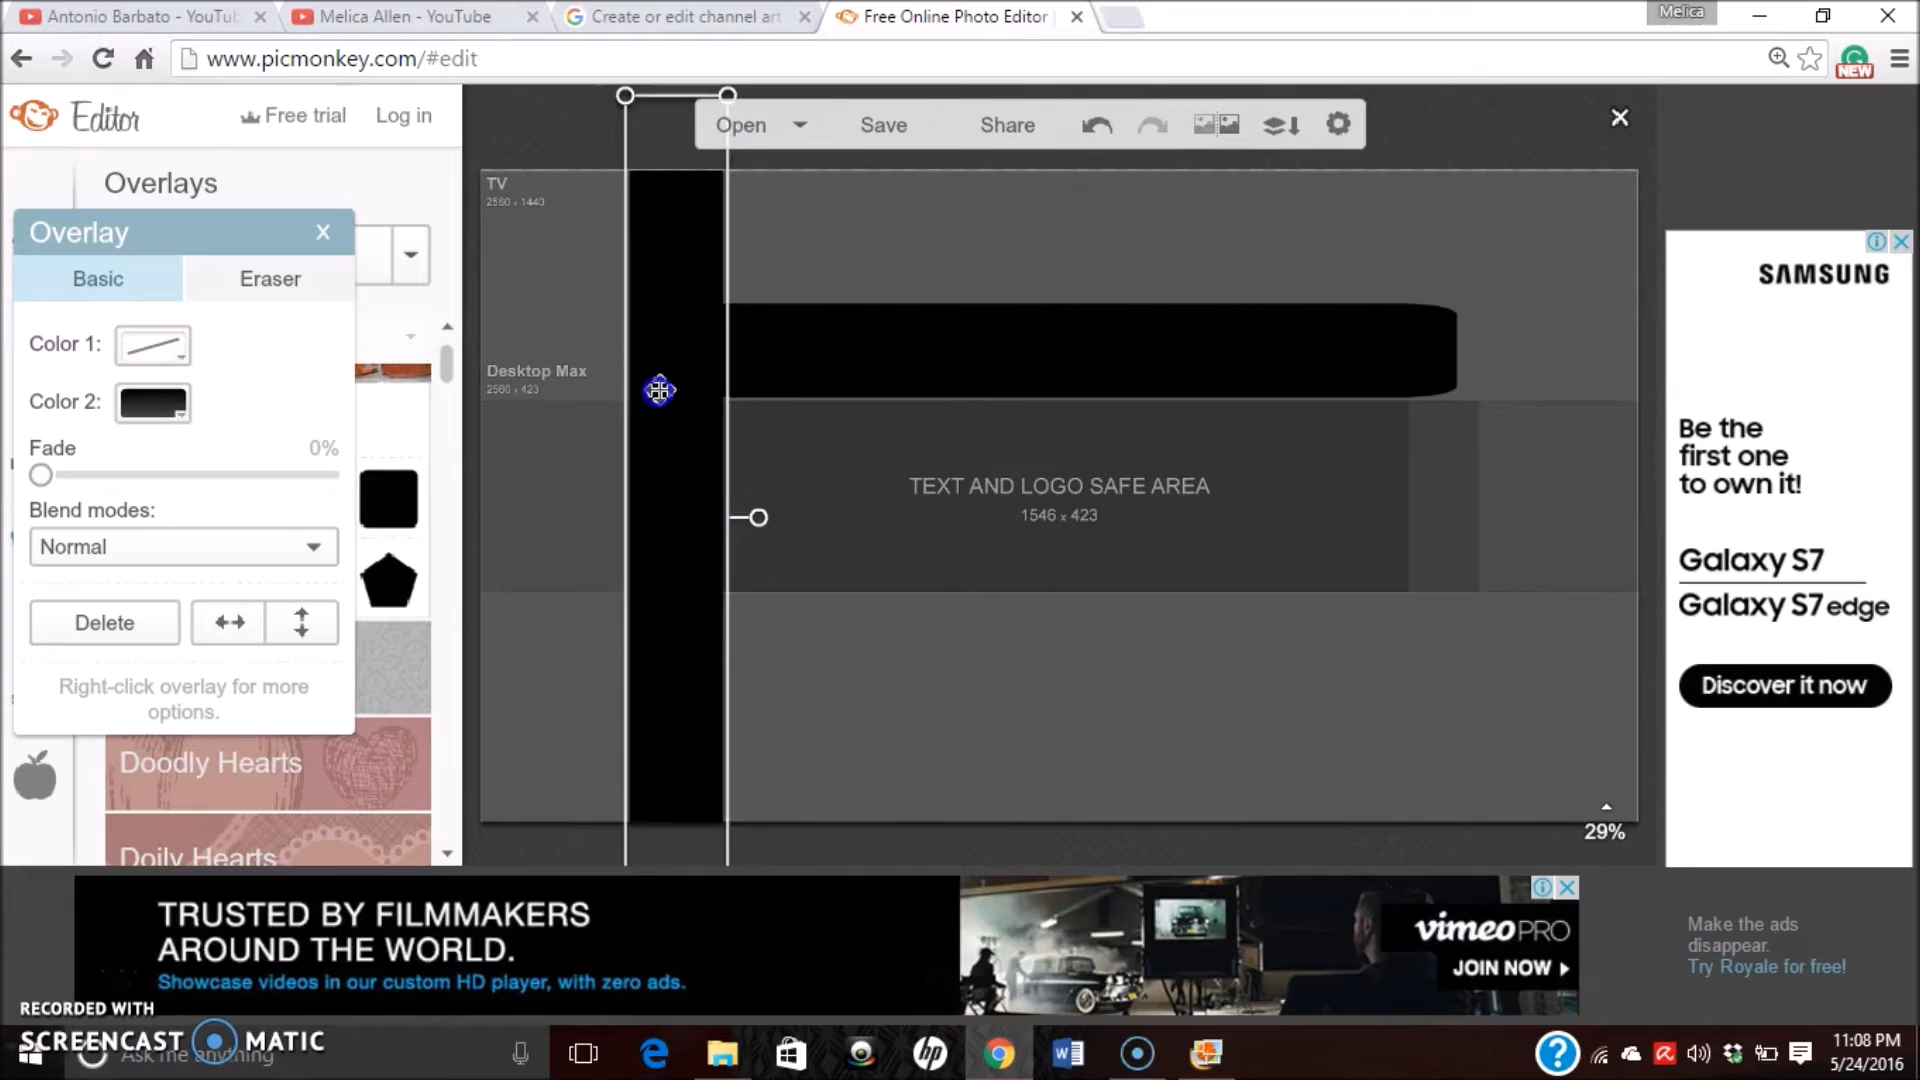 Antonio Barbato - YouTub
Melica Allen - YouTube
Create or edit channel art
Free Online Photo Editor
Melica
www.picmonkey.com/#edit
NEW
Editor
Free trial
Log in
Open
Save
Share
Overlays
Overlay
X
Basic
Eraser
Color 1:
Color 2:
Fade
0%
Blend modes:
Normal
Delete
Right-click overlay for more
options.
Doodly Hearts
Doily Hearts
TV
2560 x 1440
Desktop Max
2560 x 423
TEXT AND LOGO SAFE AREA
1546 x 423
29%
SAMSUNG
Be the
first one
to own it!
Galaxy S7
Galaxy S7 edge
Discover it now
TRUSTED BY FILMMAKERS
AROUND THE WORLD.
Showcase videos in our custom HD player, with zero ads.
vimeo PRO
JOIN NOW
Make the ads
disappear.
Try Royale for free!
RECORDED WITH
SCREENCAST MATIC
Ask me anything
11:08 PM
5/24/2016